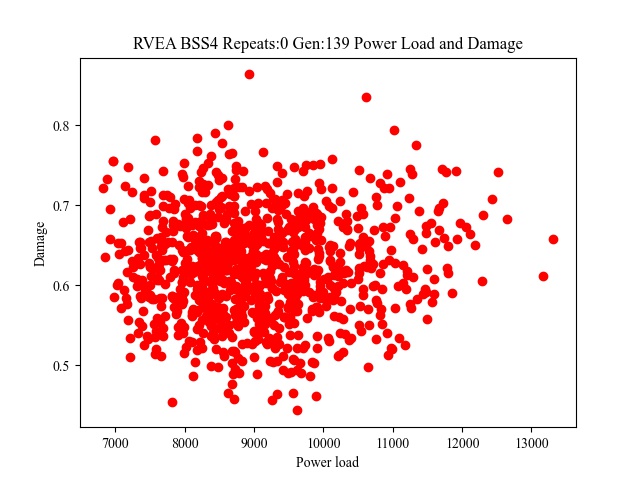 RVEA BSS4 Repeats:0 Gen:139 Power Load and Damage
0.8
0.7
0.6
0.5
Damage
7000 8000 9000 10000 11000 12000 13000
Power load